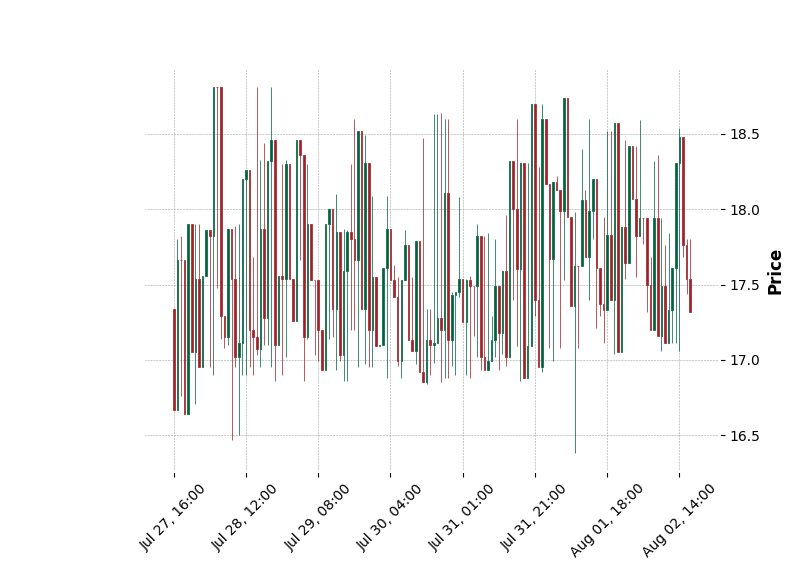 18.5
18.0
17.5
17.0
16.5
Price
Jul 27, 16:00
Jul 28, 12:00
Jul 29, 08:00
Jul 30, 04:00
Jul 31, 01:00
Jul 31, 21:00
Aug 01, 18:00
Aug 02, 14:00